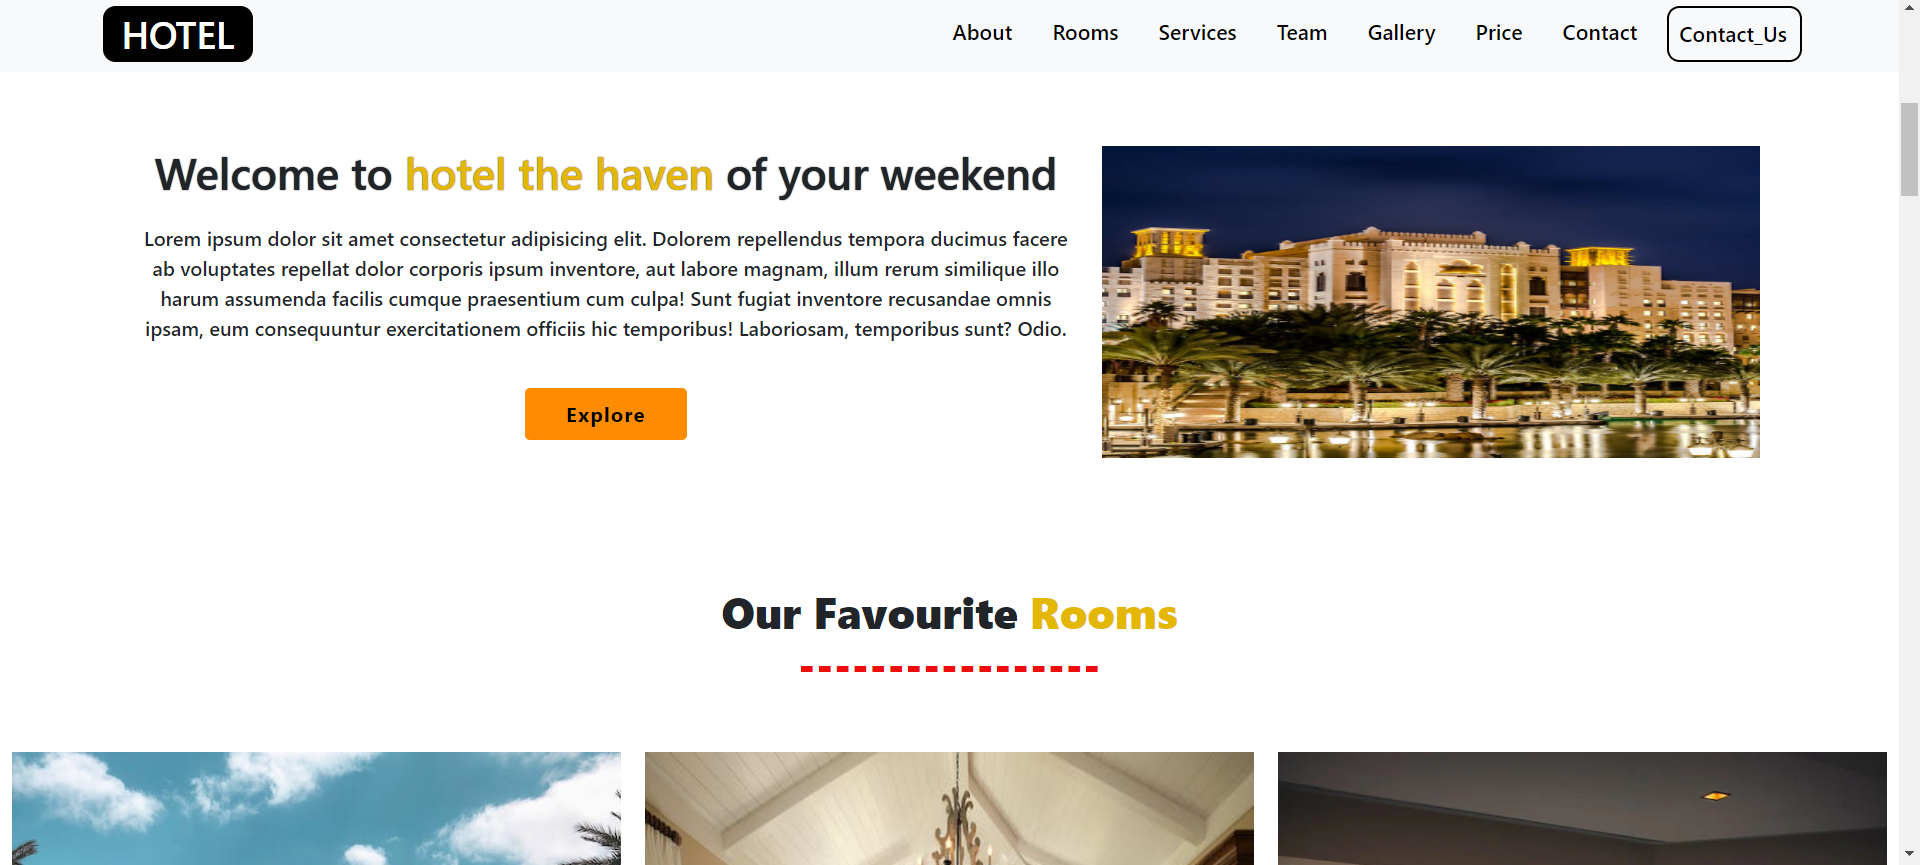 HOTEL
About Rooms Services Team Gallery Price Contact Contact_Us
Welcome to hotel the haven of your weekend
Lorem ipsum dolor sit amet consectetur adipisicing elit. Dolorem repellendus tempora ducimus facere
ab voluptates repellat dolor corporis ipsum inventore, aut labore magnam, illum rerum similique illo
harum assumenda facilis cumque praesentium cum culpa! Sunt fugiat inventore recusandae omnis
ipsam, eum consequuntur exercitationem officiis hic temporibus! Laboriosam, temporibus sunt? Odio.
Explore
Our Favourite Rooms